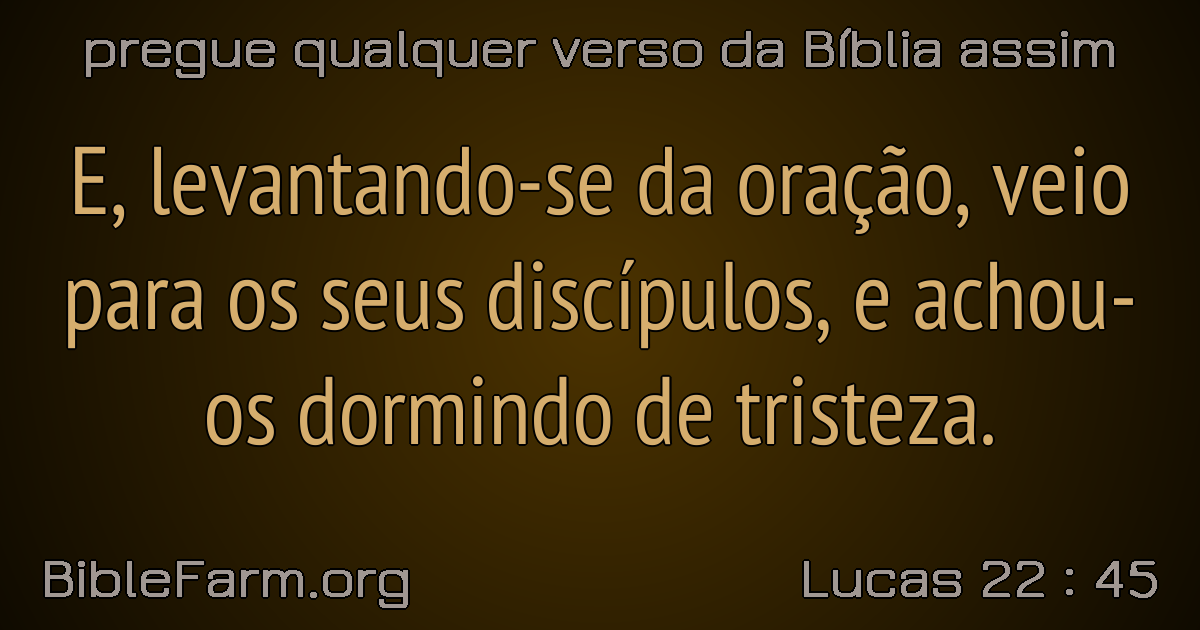 pregue qualquer verso da Bíblia assim
E, levantando-se da oração, veio
para os seus discípulos, e achou-
os dormindo de tristeza.
BibleFarm.org
Lucas 22 : 45